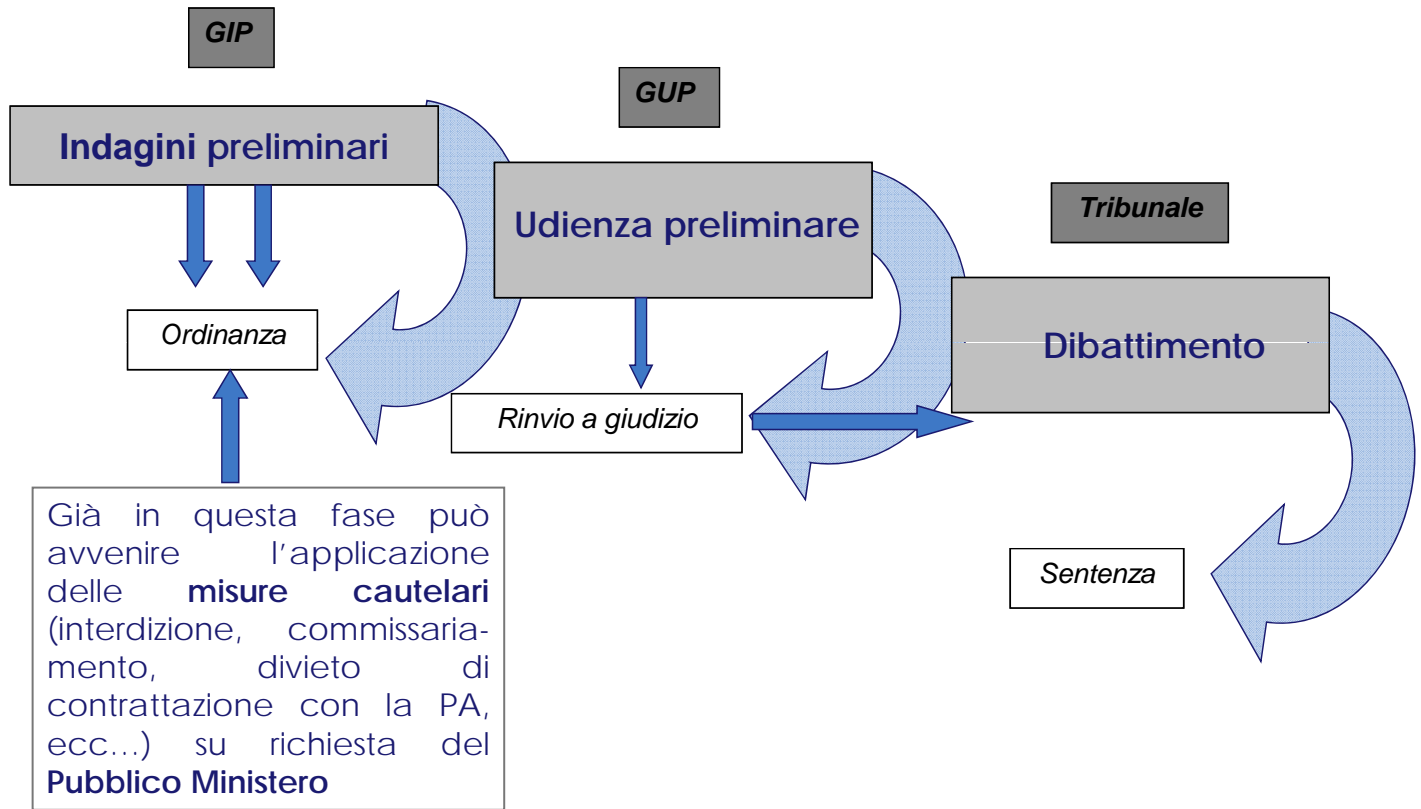 GIP
Indagini preliminari
GUP
Udienza preliminare
Tribunale
Ordinanza
Dibattimento
Rinvio a giudizio
Già in questa fase può
avvenire l'applicazione
delle misure cautelari
(interdizione, commissaria-
mento, divieto di
contrattazione con la PA,
ecc...) su richiesta del
Pubblico Ministero
Sentenza